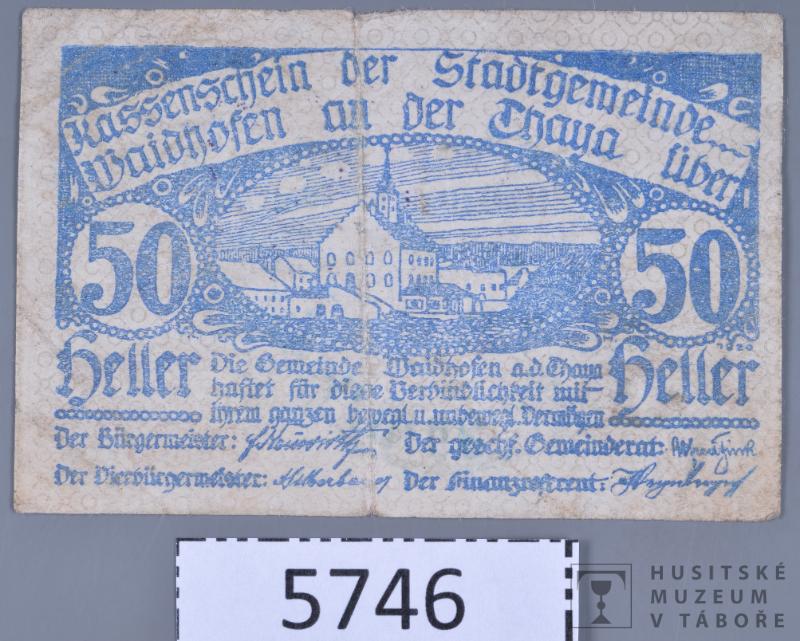 Kassenschein der Stadtgemeinde
Waidhofen an der Thaya über
50 50
Heller Heller
Die Gemeinde Waidhofen a.d. Thaya
haftet für diese Verbindlichkeit mit
ihrem ganzen bewegl. u. unbewegl. Vermögen
Der Bürgermeister: Der geschf. Gemeinderat:
Der Vizebürgermeister: Der Finanzreferent:
5746
HUSITSKÉ
MUZEUM
V TÁBOŘE